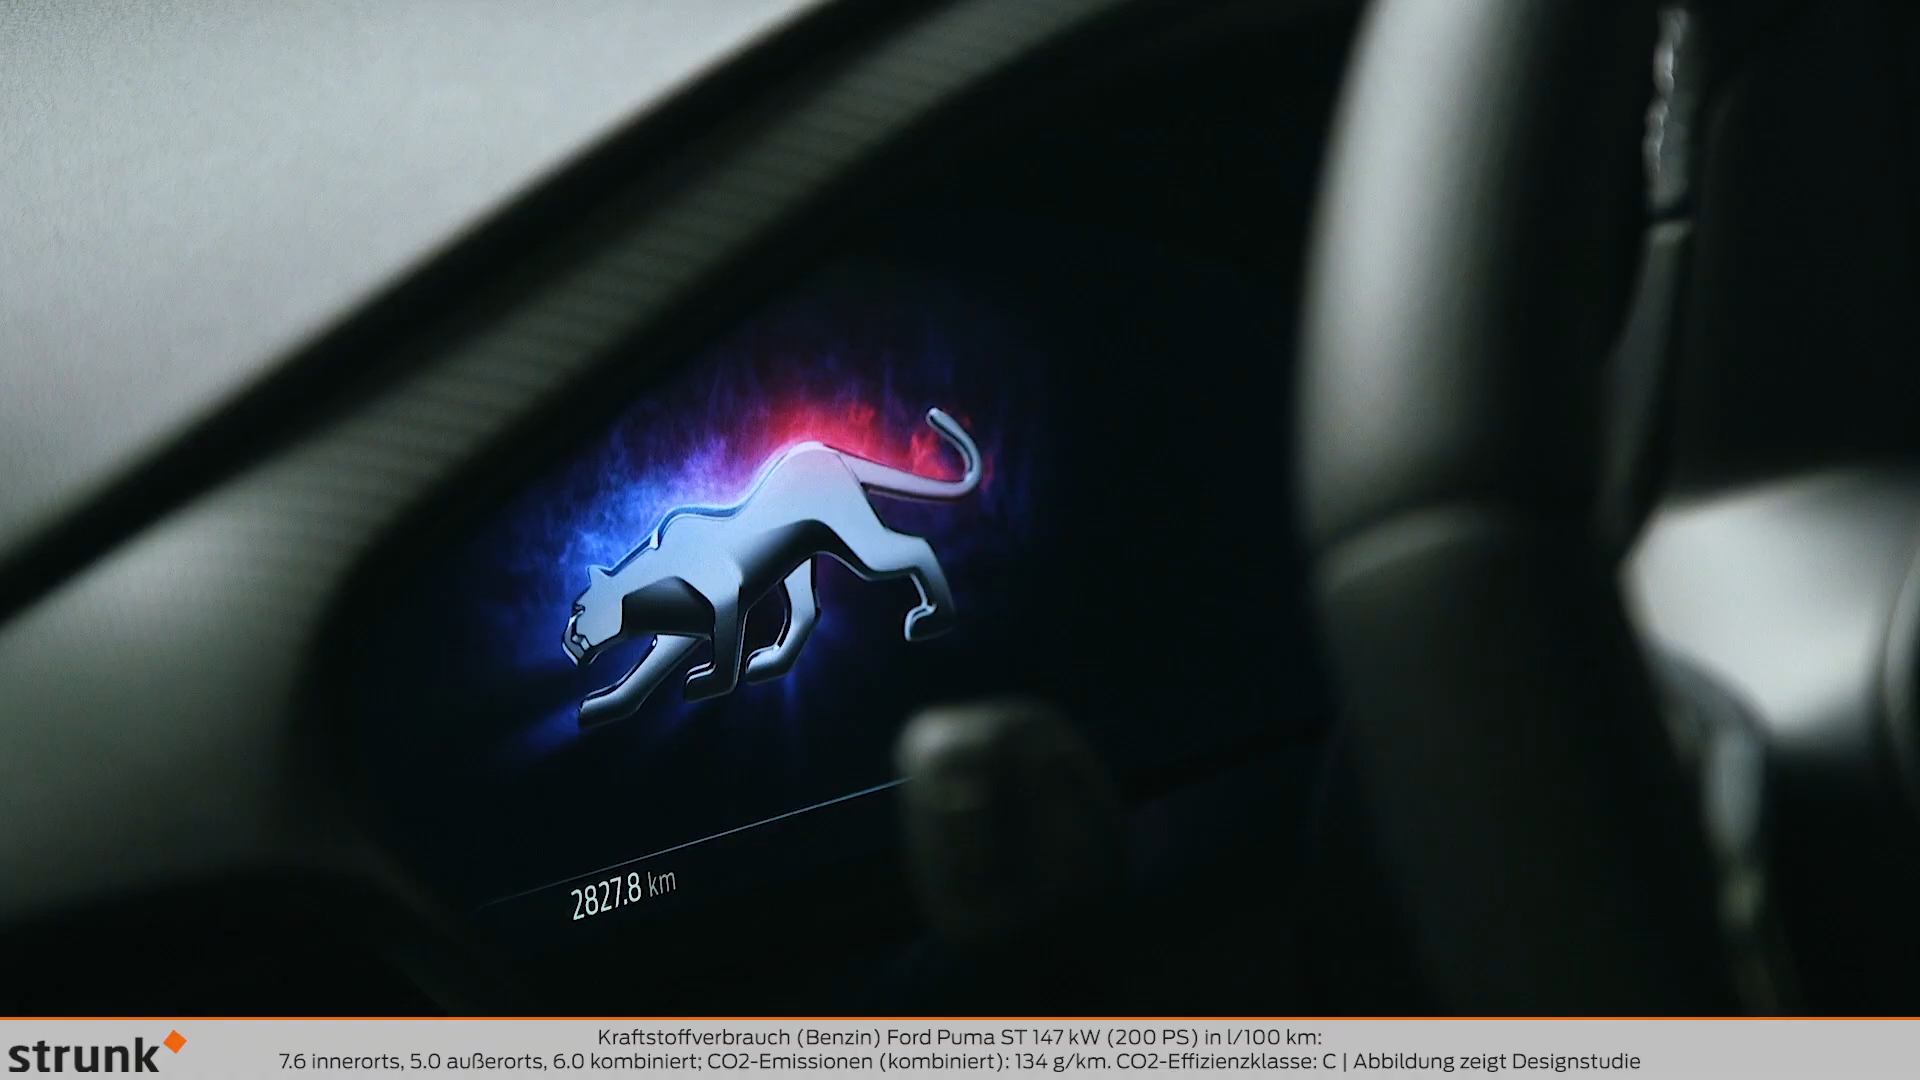 2827.8 km
strunk
Kraftstoffverbrauch (Benzin) Ford Puma ST 147 kW (200 PS) in l/100 km:
7.6 innerorts, 5.0 außerorts, 6.0 kombiniert; CO2-Emissionen (kombiniert): 134 g/km. CO2-Effizienzklasse: C | Abbildung zeigt Designstudie